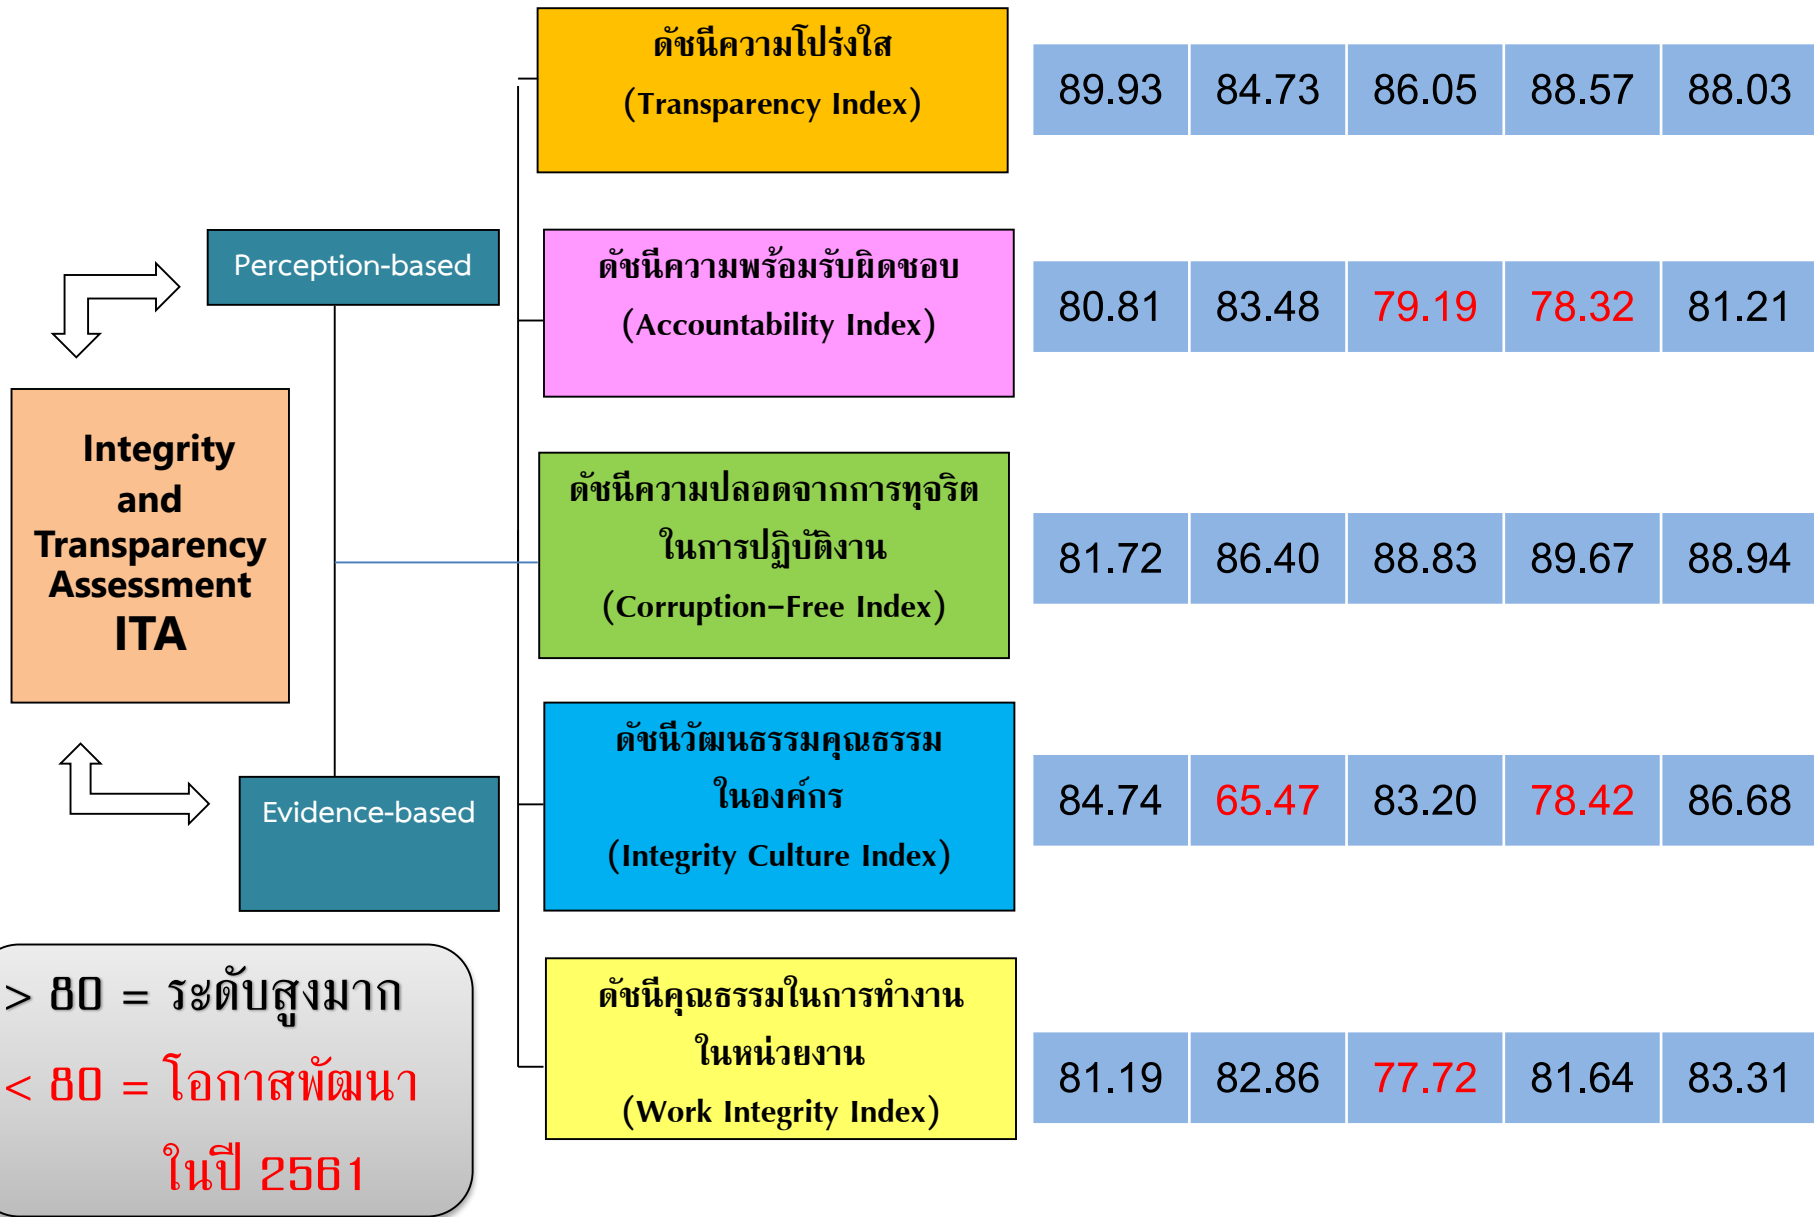 ดัชนีความโปร่งใส
(Transparency Index)
89.93 84.73 86.05 88.57 88.03
Perception-based
ดัชนีความพร้อมรับผิดชอบ
(Accountability Index)
80.81 83.48 79.19 78.32 81.21
Integrity
and
Transparency
Assessment
ITA
ดัชนีความปลอดจากการทุจริต
ในการปฏิบัติงาน
(Corruption-Free Index)
81.72 86.40 88.83 89.67 88.94
Evidence-based
ดัชนีวัฒนธรรมคุณธรรม
ในองค์กร
(Integrity Culture Index)
84.74 65.47 83.20 78.42 86.68
> 80 = ระดับสูงมาก
< 80 = โอกาสพัฒนา
ในปี 2561
ดัชนีคุณธรรมในการทำงาน
ในหน่วยงาน
(Work Integrity Index)
81.19 82.86 77.72 81.64 83.31